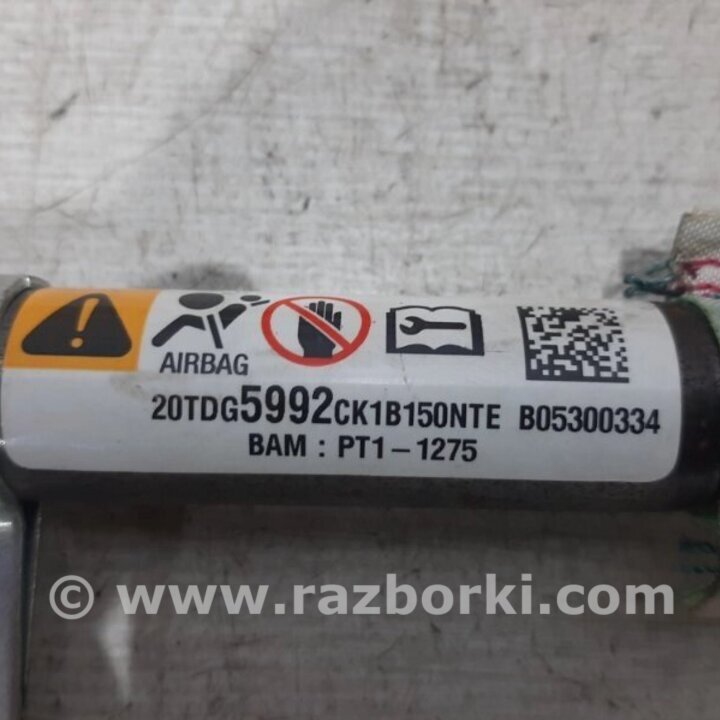 AIRBAG
20TDG5992CK1B150NTE B05300334
BAM : PT1-1275
© www.razborki.com